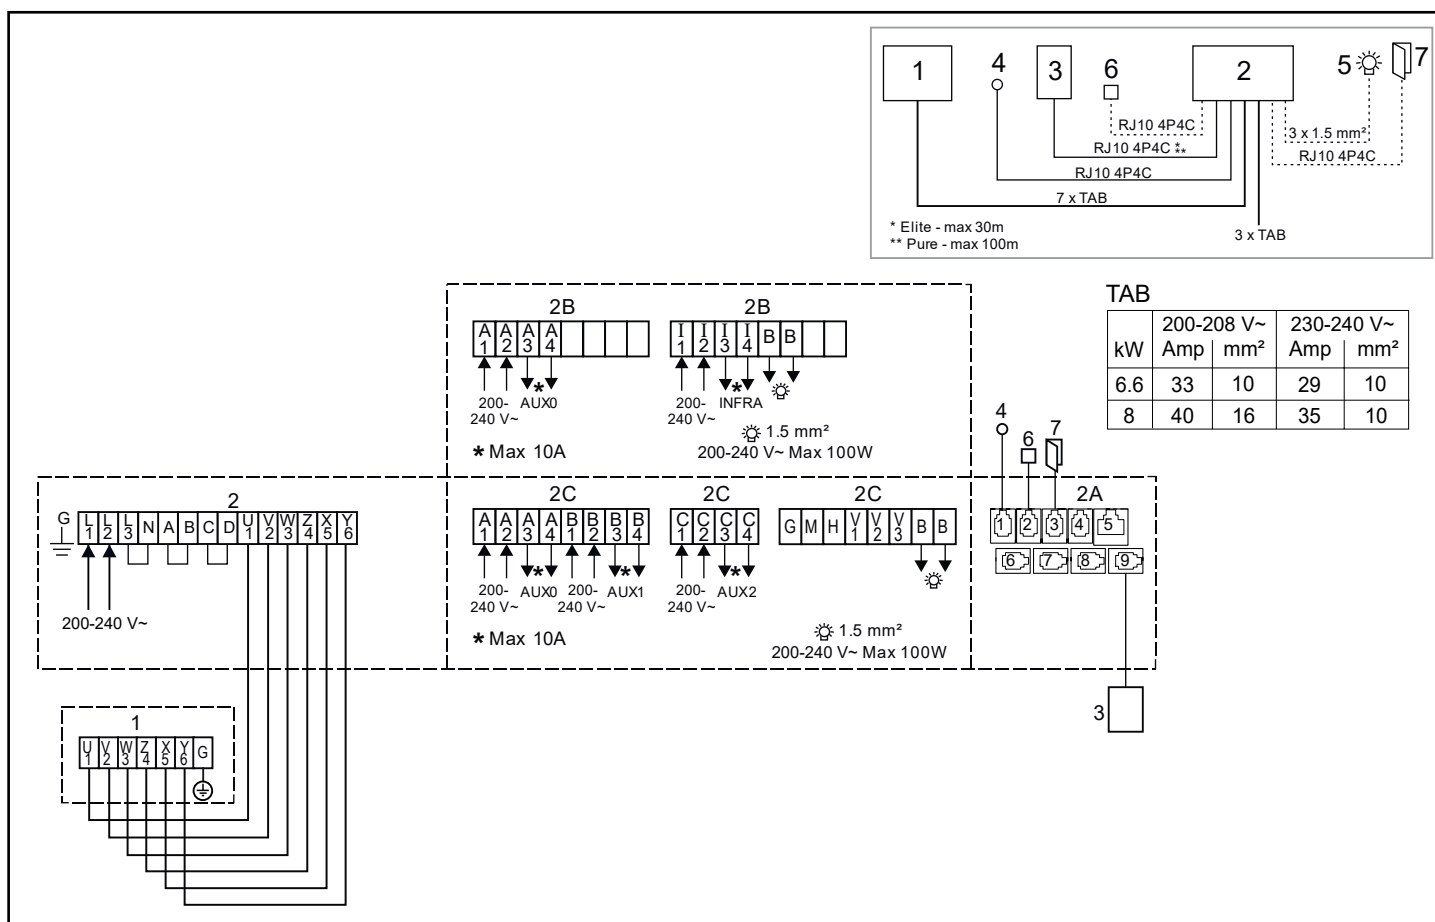 1
4
3
6
2
5
7
RJ10 4P4C
3 x 1.5 mm²
RJ10 4P4C * **
RJ10 4P4C
RJ10 4P4C
7 x TAB
* Elite - max 30m
** Pure - max 100m
3 x TAB
TAB
200-208 V~ 230-240 V~
kW Amp mm² Amp mm²
6.6 33 10 29 10
8 40 16 35 10
2B
A1 A2 A3 A4
200-240 V~
* AUX0
* Max 10A
2B
I1 I2 I3 I4 B B
200-240 V~
* INFRA
1.5 mm²
200-240 V~ Max 100W
2
G L1 L2 L3 N A B C D U1 V2 W3 Z4 X5 Y6
200-240 V~
2C
A1 A2 A3 A4 B1 B2 B3 B4
200-240 V~
* AUX0
200-240 V~
* AUX1
* Max 10A
2C
C1 C2 C3 C4
200-240 V~
* AUX2
2C
G M H V1 V2 V3 B B
1.5 mm²
200-240 V~ Max 100W
4
6
7
2A
1 2 3 4 5
6 7 8 9
3
1
U1 V2 W3 Z4 X5 Y6 G